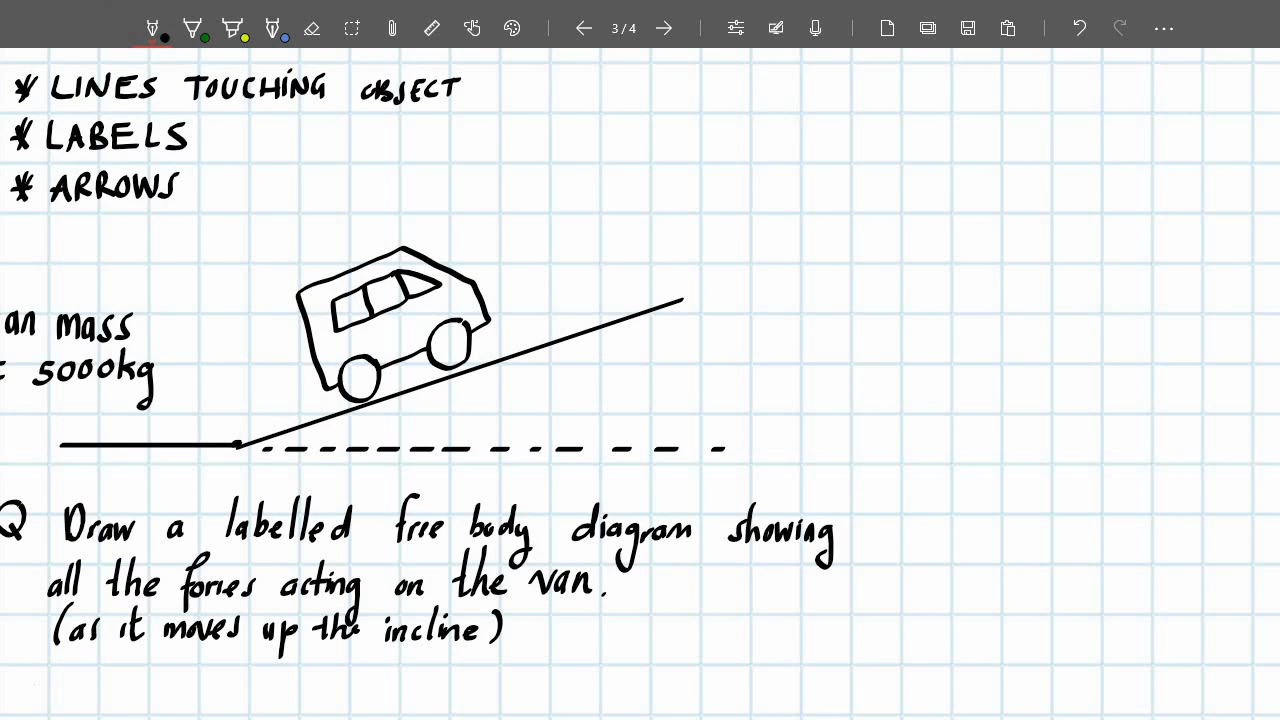 3 / 4
* LINES TOUCHING OBJECT
* LABELS
* ARROWS
an mass
5000kg
Q Draw a labelled free body diagram showing
all the forces acting on the van.
(as it moves up the incline)